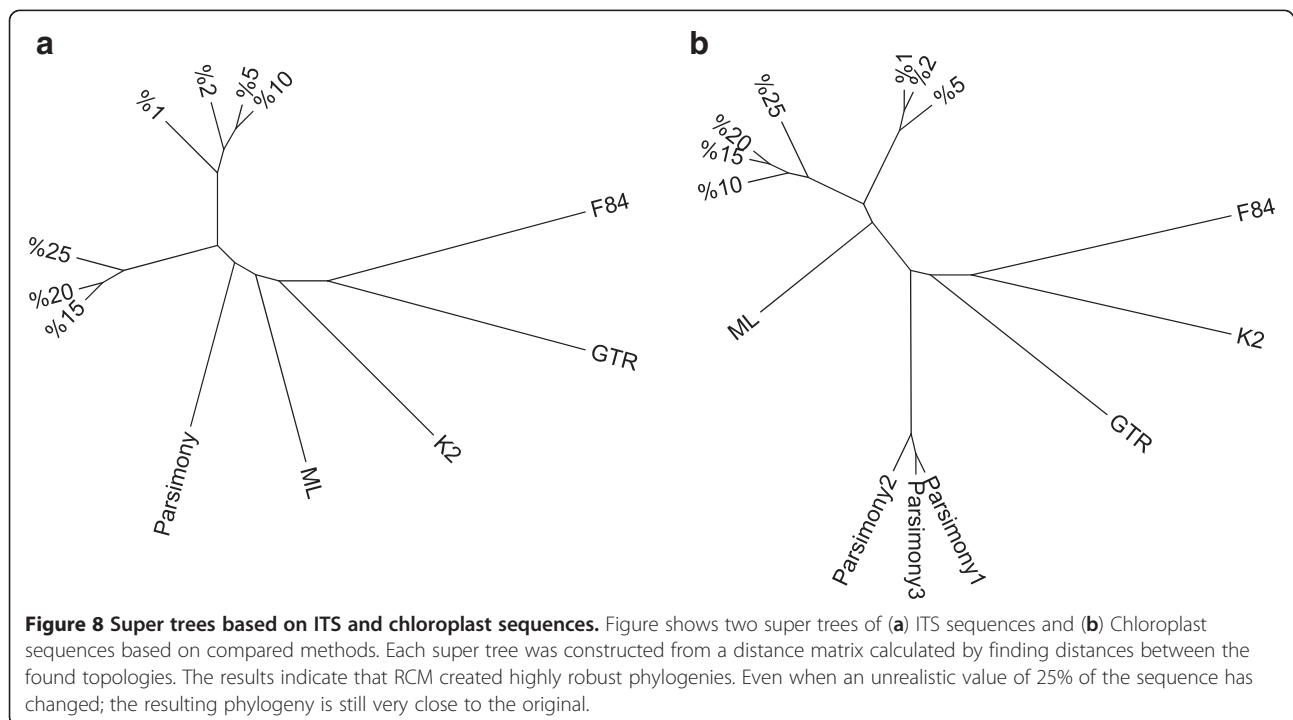 a
%1
%2
%5
%10
F84
%25
%20
%15
GTR
K2
ML
Parsimony
b
%1
%2
%5
%25
%20
%15
%10
F84
ML
K2
GTR
Parsimony2
Parsimony3
Parsimony1
Figure 8 Super trees based on ITS and chloroplast sequences. Figure shows two super trees of (a) ITS sequences and (b) Chloroplast
sequences based on compared methods. Each super tree was constructed from a distance matrix calculated by finding distances between the
found topologies. The results indicate that RCM created highly robust phylogenies. Even when an unrealistic value of 25% of the sequence has
changed; the resulting phylogeny is still very close to the original.